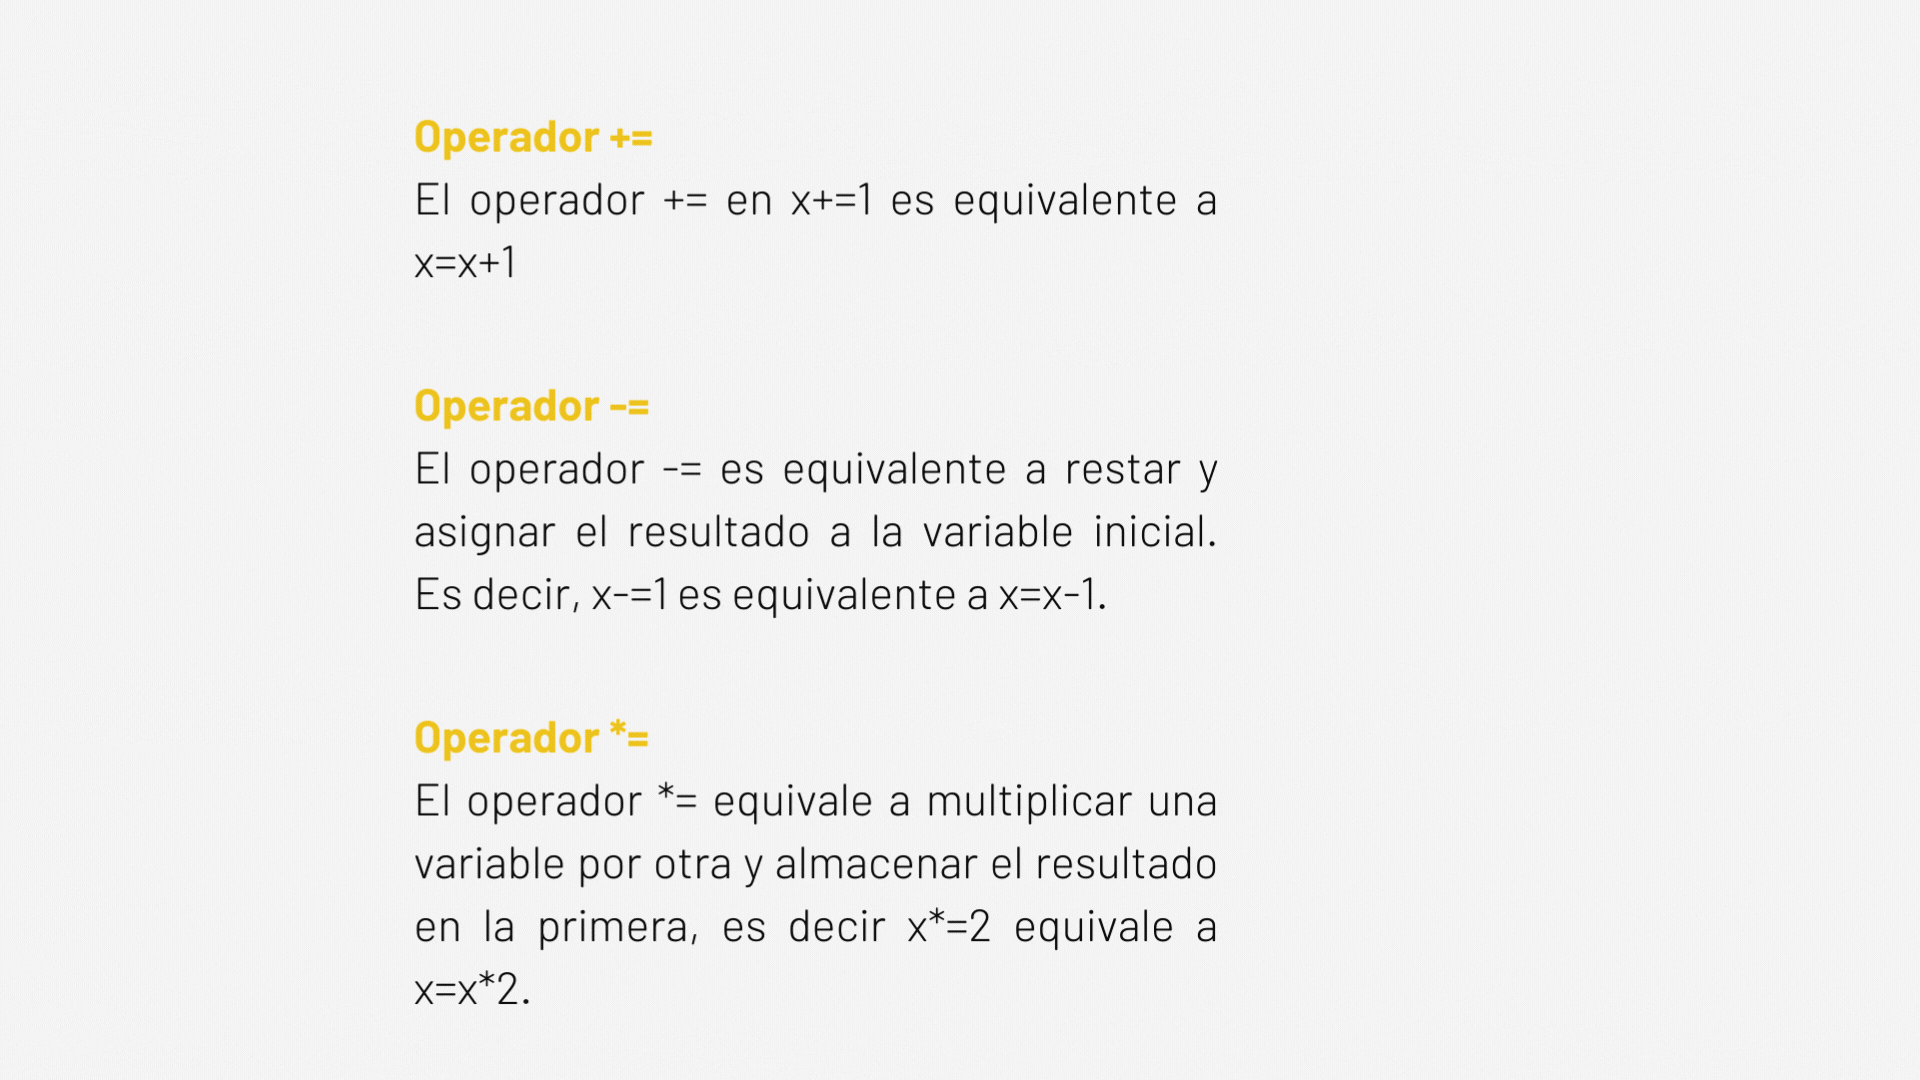 Operador +=
El operador += en x+=1 es equivalente a
x=x+1
Operador -=
El operador -= es equivalente a restar y
asignar el resultado a la variable inicial.
Es decir, x-=1 es equivalente a x=x-1.
Operador *=
El operador *= equivale a multiplicar una
variable por otra y almacenar el resultado
en la primera, es decir x*=2 equivale a
x=x*2.